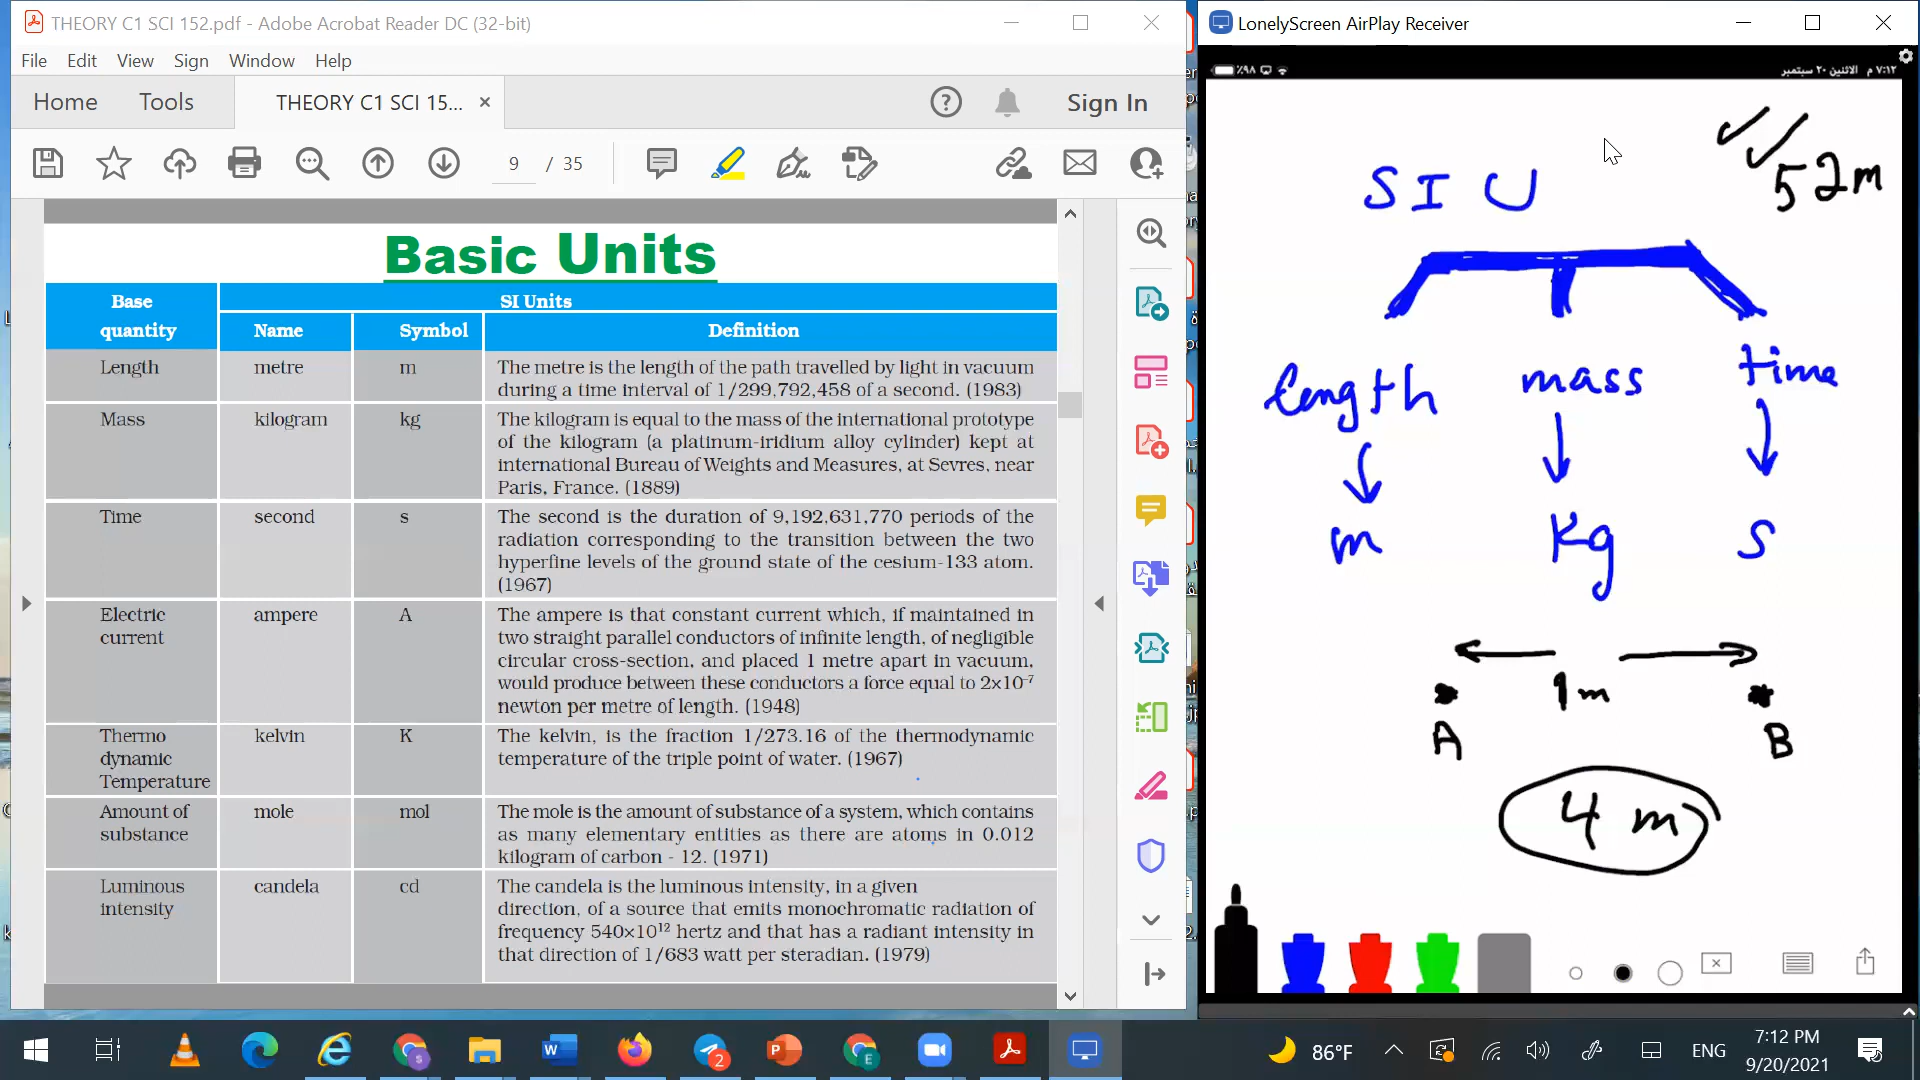 THEORY C1 SCI 152.pdf - Adobe Acrobat Reader DC (32-bit)
File Edit View Sign Window Help
Home Tools THEORY C1 SCI 15... × Sign In
9 / 35
Basic Units
Base quantity
SI Units
Name Symbol Definition
Length metre m The metre is the length of the path travelled by light in vacuum
during a time interval of 1/299,792,458 of a second. (1983)
Mass kilogram kg The kilogram is equal to the mass of the international prototype
of the kilogram (a platinum-iridium alloy cylinder) kept at
international Bureau of Weights and Measures, at Sevres, near
Paris, France. (1889)
Time second s The second is the duration of 9,192,631,770 periods of the
radiation corresponding to the transition between the two
hyperfine levels of the ground state of the cesium-133 atom.
(1967)
Electric ampere A The ampere is that constant current which, if maintained in
current two straight parallel conductors of infinite length, of negligible
circular cross-section, and placed 1 metre apart in vacuum,
would produce between these conductors a force equal to 2×10⁻⁷
newton per metre of length. (1948)
Thermo kelvin K The kelvin, is the fraction 1/273.16 of the thermodynamic
dynamic temperature of the triple point of water. (1967)
Temperature
Amount of mole mol The mole is the amount of substance of a system, which contains
substance as many elementary entities as there are atoms in 0.012
kilogram of carbon - 12. (1971)
Luminous candela cd The candela is the luminous intensity, in a given
intensity direction, of a source that emits monochromatic radiation of
frequency 540×10¹² hertz and that has a radiant intensity in
that direction of 1/683 watt per steradian. (1979)
LonelyScreen AirPlay Receiver
٧:١٢ م الاثنين ٢٠ سبتمبر
٪٩٨
52m
SI U
length mass time
m Kg s
1m
A B
4 m
86°F ENG 7:12 PM
9/20/2021